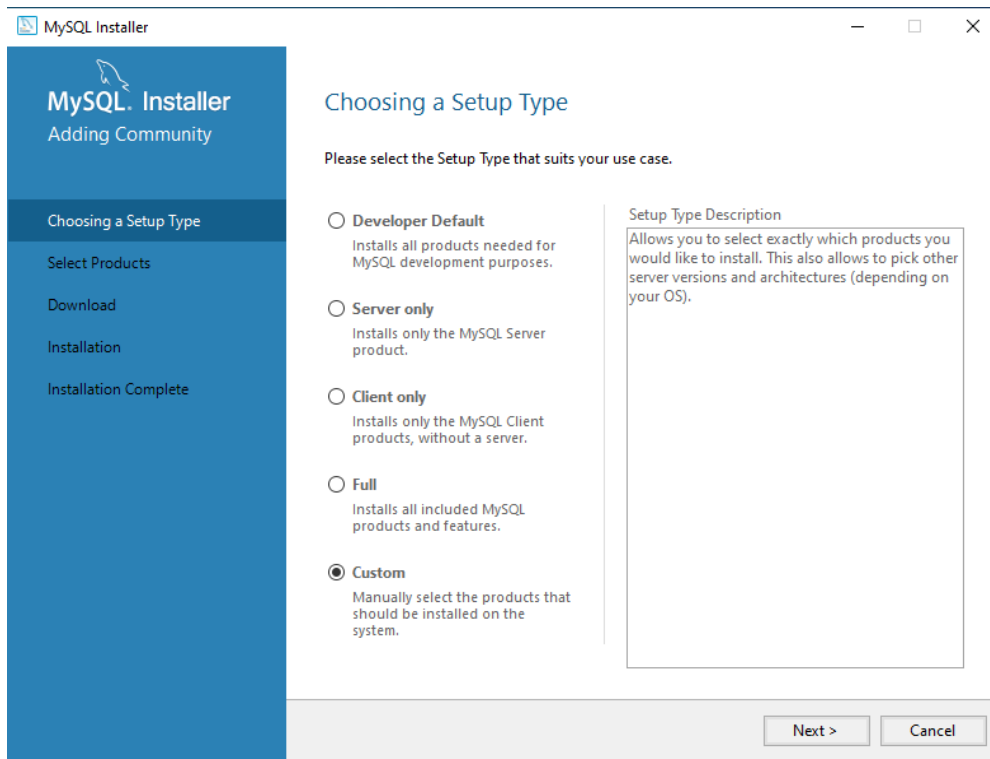 MySQL Installer
MySQL. Installer
Adding Community
Choosing a Setup Type
Select Products
Download
Installation
Installation Complete
Choosing a Setup Type
Please select the Setup Type that suits your use case.
Developer Default
Installs all products needed for
MySQL development purposes.
Server only
Installs only the MySQL Server
product.
Client only
Installs only the MySQL Client
products, without a server.
Full
Installs all included MySQL
products and features.
Custom
Manually select the products that
should be installed on the
system.
Setup Type Description
Allows you to select exactly which products you
would like to install. This also allows to pick other
server versions and architectures (depending on
your OS).
Next >
Cancel